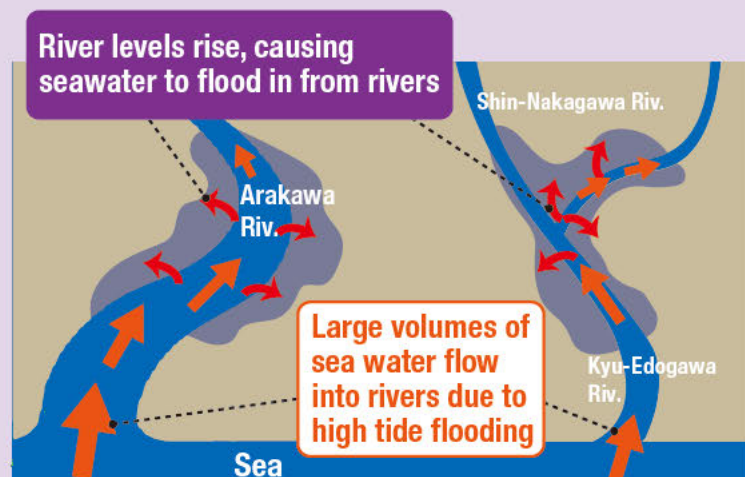 River levels rise, causing
seawater to flood in from rivers
Shin-Nakagawa Riv.
Arakawa
Riv.
Large volumes of
sea water flow
into rivers due to
high tide flooding
Kyu-Edogawa
Riv.
Sea